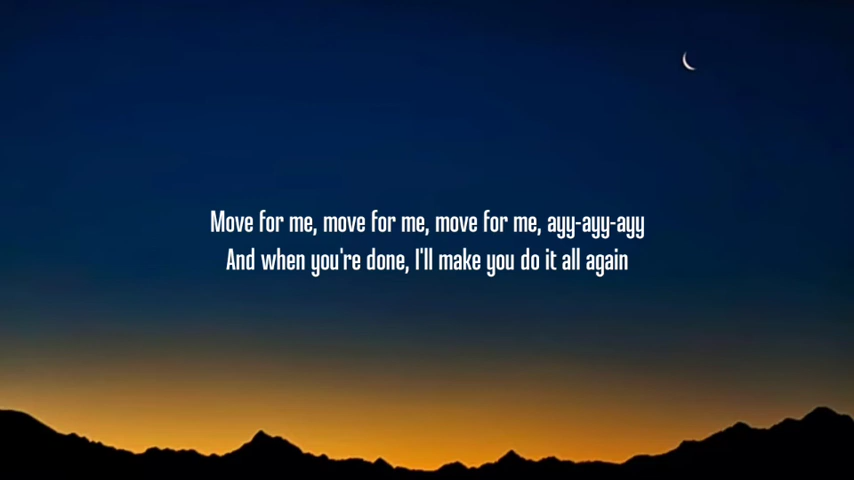 Move for me, move for me, move for me, ayy-ayy-ayy
And when you're done, I'll make you do it all again